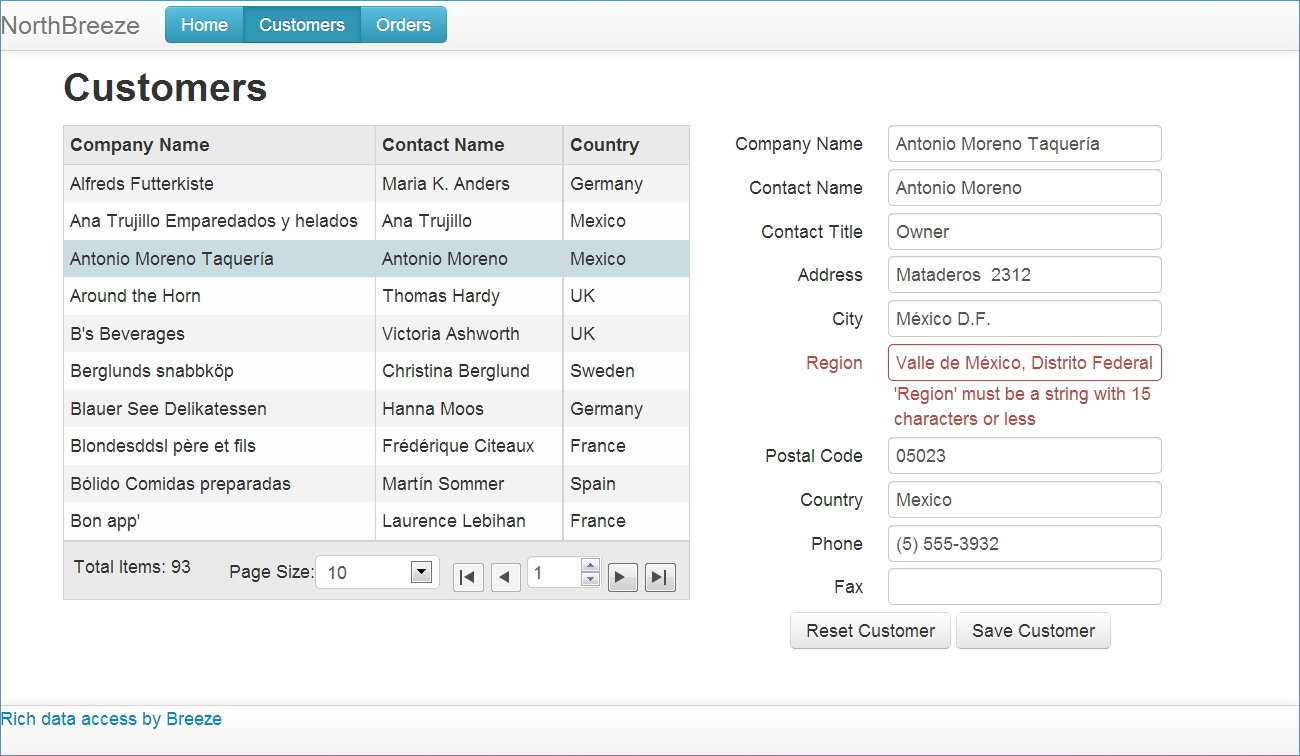 NorthBreeze Home Customers Orders
Customers
Company Name Contact Name Country
Alfreds Futterkiste Maria K. Anders Germany
Ana Trujillo Emparedados y helados Ana Trujillo Mexico
Antonio Moreno Taquería Antonio Moreno Mexico
Around the Horn Thomas Hardy UK
B's Beverages Victoria Ashworth UK
Berglunds snabbköp Christina Berglund Sweden
Blauer See Delikatessen Hanna Moos Germany
Blondesddsl père et fils Frédérique Citeaux France
Bólido Comidas preparadas Martín Sommer Spain
Bon app' Laurence Lebihan France
Total Items: 93 Page Size: 10 1
Company Name Antonio Moreno Taquería
Contact Name Antonio Moreno
Contact Title Owner
Address Mataderos  2312
City México D.F.
Region Valle de México, Distrito Federal
'Region' must be a string with 15
characters or less
Postal Code 05023
Country Mexico
Phone (5) 555-3932
Fax
Reset Customer Save Customer
Rich data access by Breeze